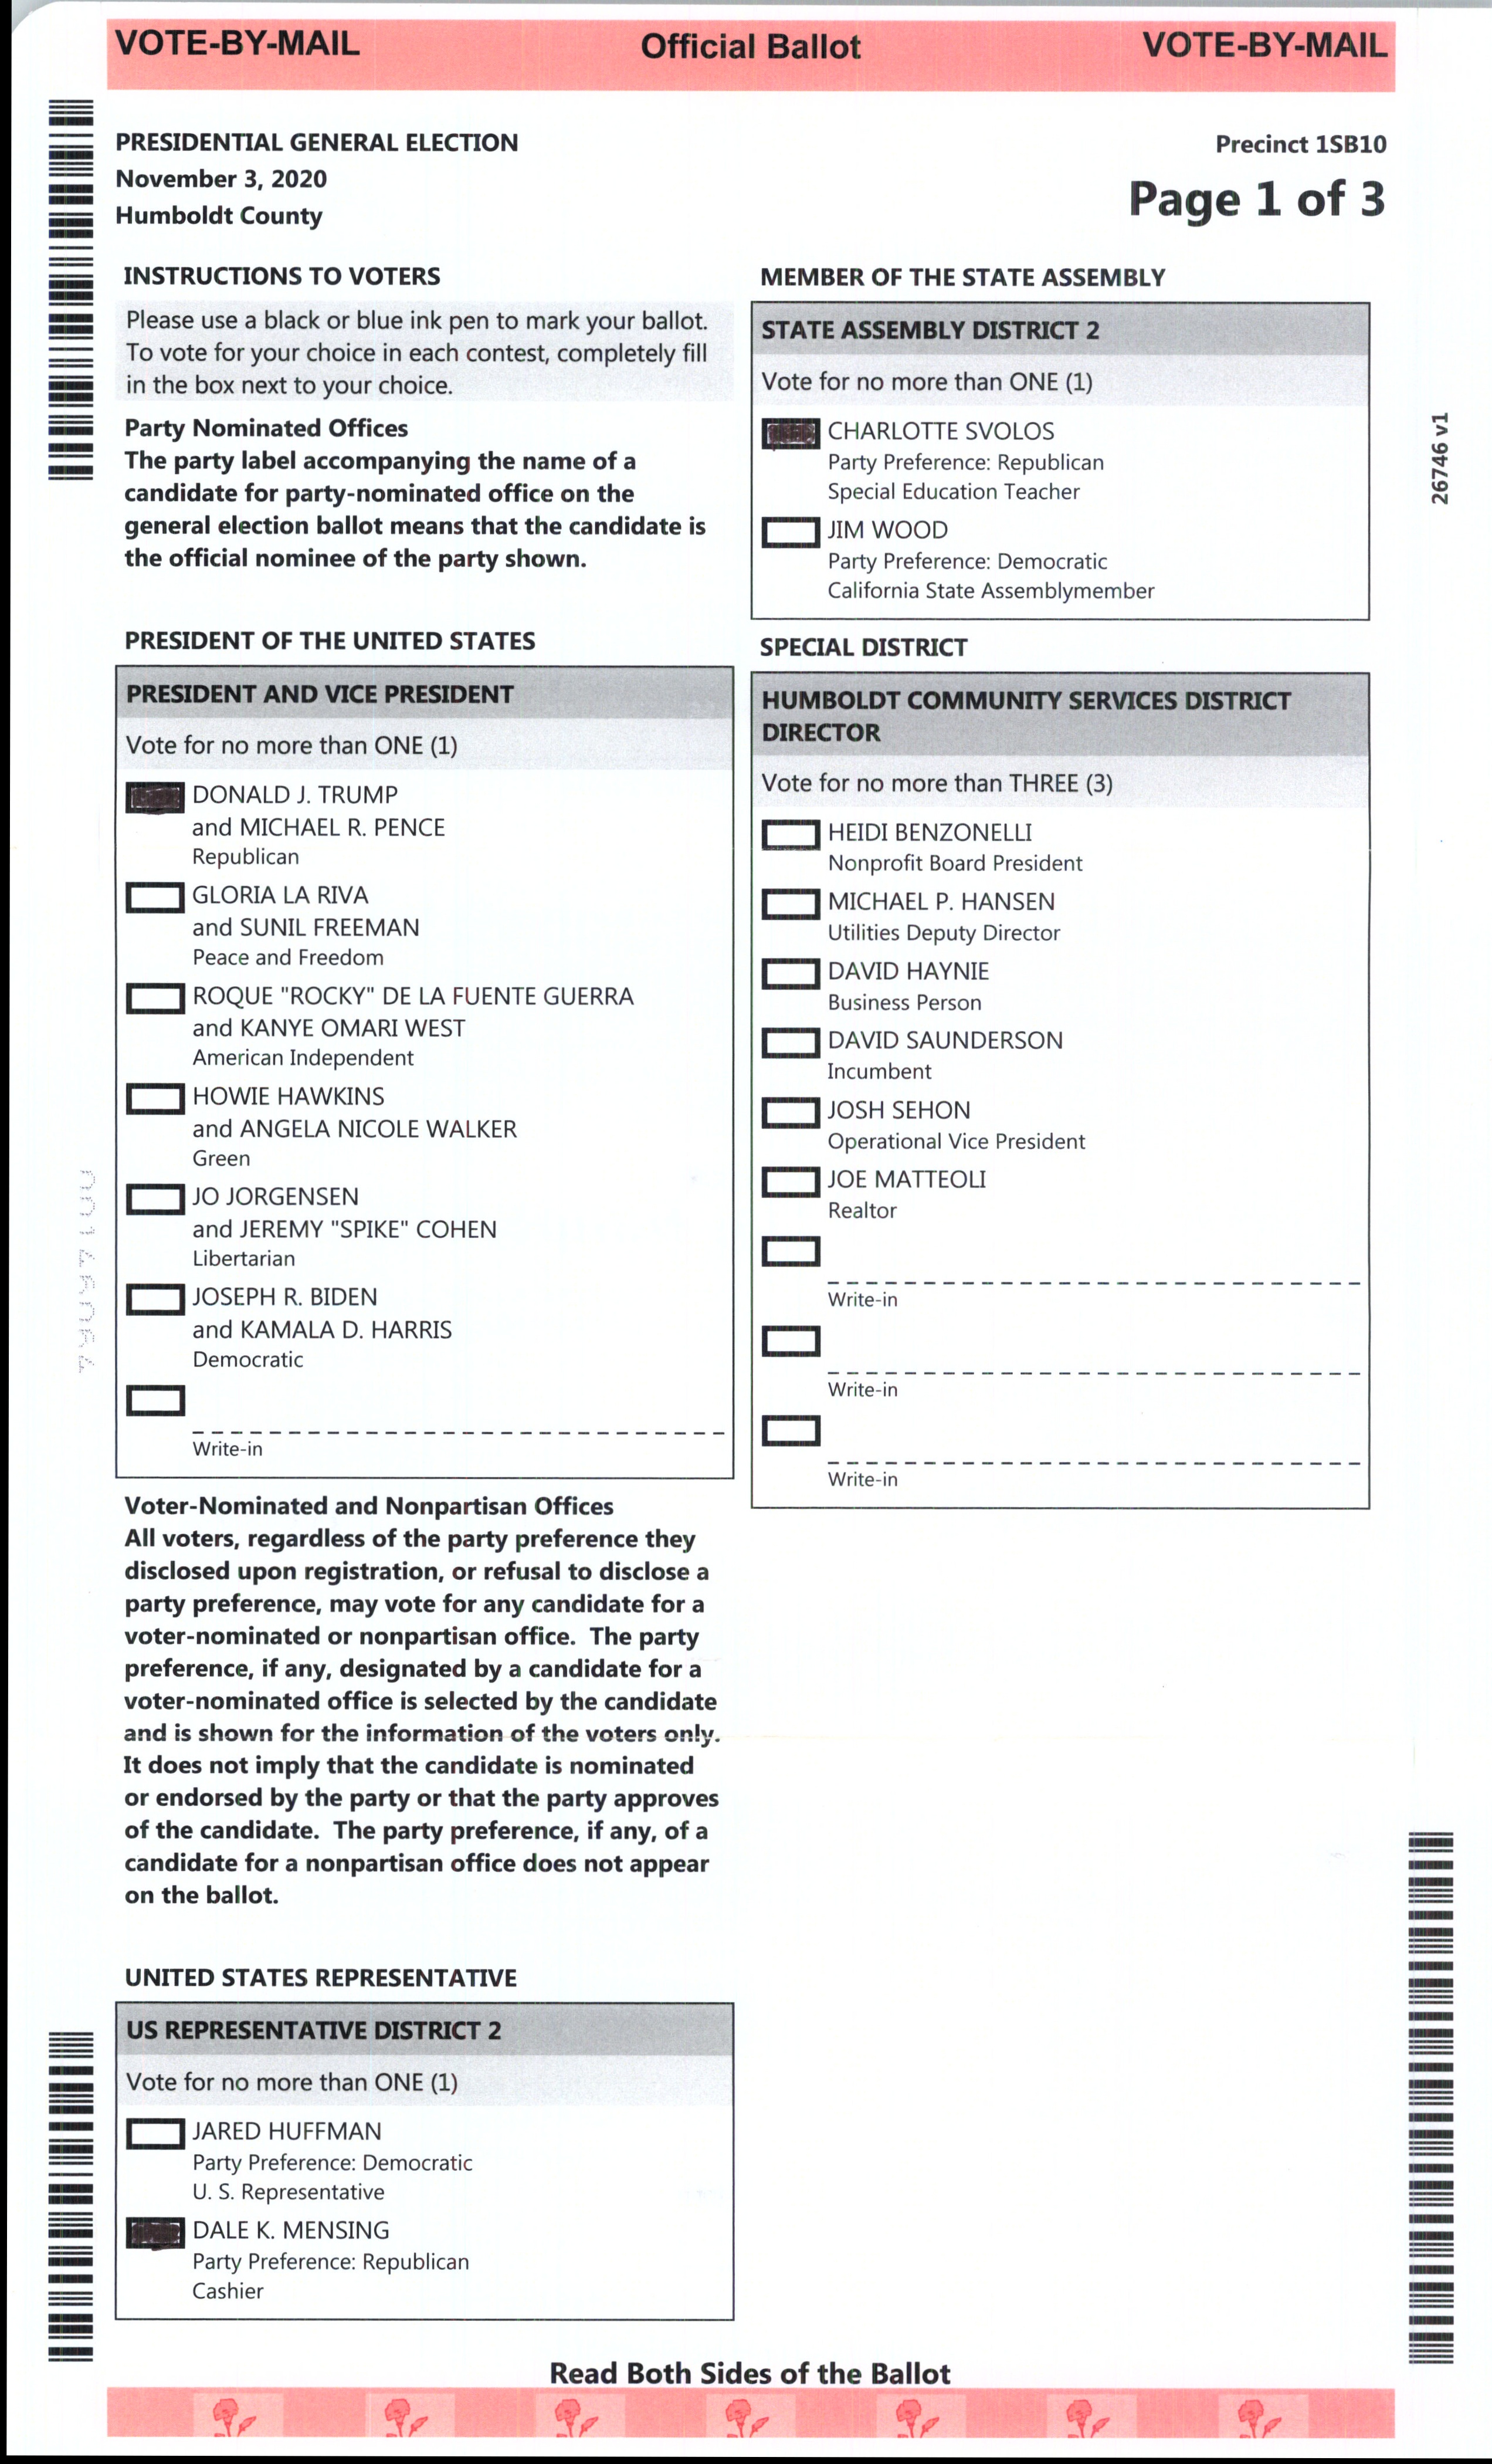 VOTE-BY-MAIL Official Ballot VOTE-BY-MAIL
PRESIDENTIAL GENERAL ELECTION
November 3, 2020
Humboldt County
Precinct 1SB10
Page 1 of 3
INSTRUCTIONS TO VOTERS
Please use a black or blue ink pen to mark your ballot.
To vote for your choice in each contest, completely fill
in the box next to your choice.
Party Nominated Offices
The party label accompanying the name of a
candidate for party-nominated office on the
general election ballot means that the candidate is
the official nominee of the party shown.
PRESIDENT OF THE UNITED STATES
PRESIDENT AND VICE PRESIDENT
Vote for no more than ONE (1)
DONALD J. TRUMP
and MICHAEL R. PENCE
Republican
GLORIA LA RIVA
and SUNIL FREEMAN
Peace and Freedom
ROQUE "ROCKY" DE LA FUENTE GUERRA
and KANYE OMARI WEST
American Independent
HOWIE HAWKINS
and ANGELA NICOLE WALKER
Green
JO JORGENSEN
and JEREMY "SPIKE" COHEN
Libertarian
JOSEPH R. BIDEN
and KAMALA D. HARRIS
Democratic
Write-in
Voter-Nominated and Nonpartisan Offices
All voters, regardless of the party preference they
disclosed upon registration, or refusal to disclose a
party preference, may vote for any candidate for a
voter-nominated or nonpartisan office. The party
preference, if any, designated by a candidate for a
voter-nominated office is selected by the candidate
and is shown for the information of the voters only.
It does not imply that the candidate is nominated
or endorsed by the party or that the party approves
of the candidate. The party preference, if any, of a
candidate for a nonpartisan office does not appear
on the ballot.
UNITED STATES REPRESENTATIVE
US REPRESENTATIVE DISTRICT 2
Vote for no more than ONE (1)
JARED HUFFMAN
Party Preference: Democratic
U. S. Representative
DALE K. MENSING
Party Preference: Republican
Cashier
MEMBER OF THE STATE ASSEMBLY
STATE ASSEMBLY DISTRICT 2
Vote for no more than ONE (1)
CHARLOTTE SVOLOS
Party Preference: Republican
Special Education Teacher
JIM WOOD
Party Preference: Democratic
California State Assemblymember
SPECIAL DISTRICT
HUMBOLDT COMMUNITY SERVICES DISTRICT
DIRECTOR
Vote for no more than THREE (3)
HEIDI BENZONELLI
Nonprofit Board President
MICHAEL P. HANSEN
Utilities Deputy Director
DAVID HAYNIE
Business Person
DAVID SAUNDERSON
Incumbent
JOSH SEHON
Operational Vice President
JOE MATTEOLI
Realtor
Write-in
Write-in
Write-in
26746 v1
Read Both Sides of the Ballot